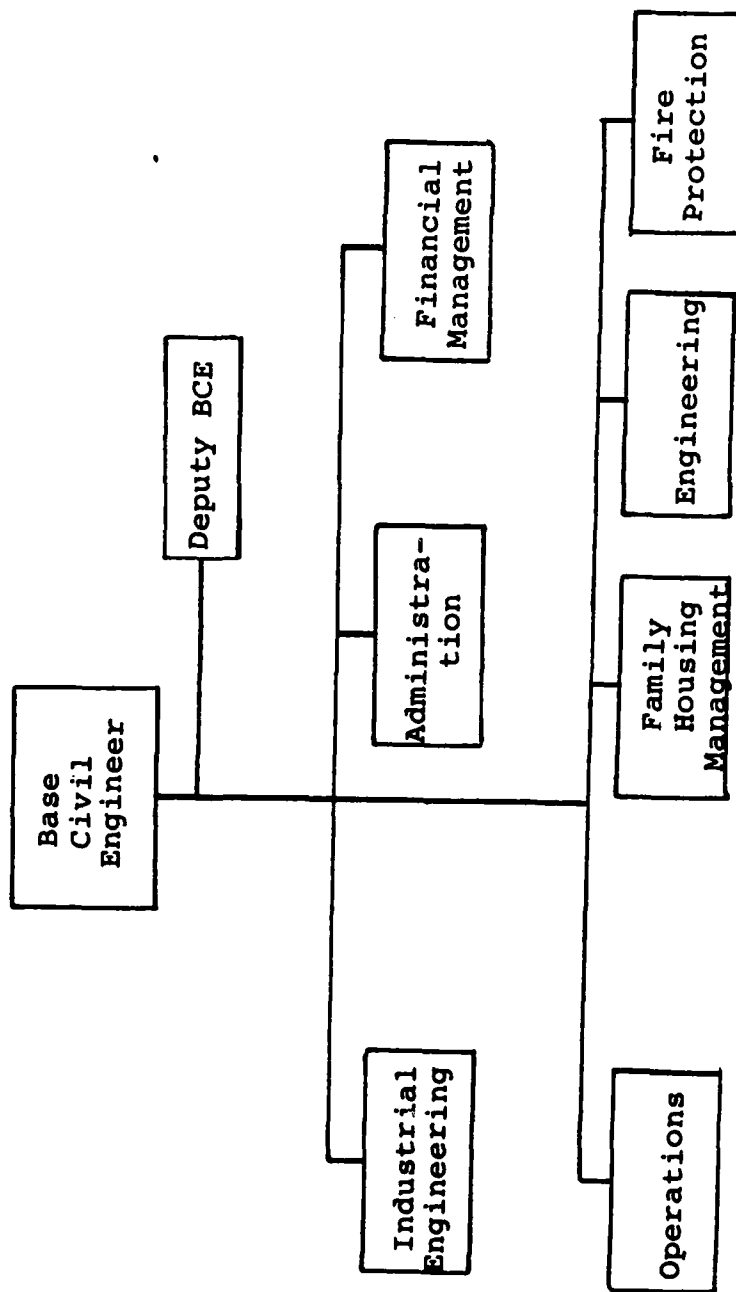 Base
Civil
Engineer
Deputy BCE
Industrial
Engineering
Administra-
tion
Financial
Management
Operations
Family
Housing
Management
Engineering
Fire
Protection